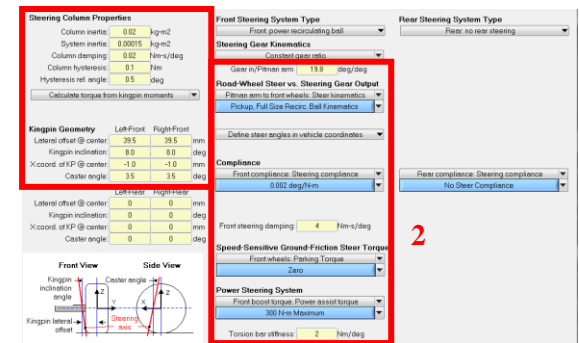 Steering Column Properties
Column inertia: 0.02 kg-m2
System inertia: 0.00015 kg-m2
Column damping: 0.02 Nm-s/deg
Column hysteresis: 0.1 Nm
Hysteresis ref. angle: 0.5 deg
Calculate torque from kingpin moments
Kingpin Geometry Left-Front Right-Front
Lateral offset @ center: 39.5 39.5 mm
Kingpin inclination: 8.0 8.0 deg
X coord. of KP @ center: -1.0 -1.0 mm
Caster angle: 3.5 3.5 deg
Left-Rear Right-Rear
Lateral offset @ center: 0 0 mm
Kingpin inclination: 0 0 deg
X coord. of KP @ center: 0 0 mm
Caster angle: 0 0 deg
Front View Side View
Kingpin inclination angle
Caster angle
Z
Y
X
Z
Kingpin lateral offset
Steering axis
Front Steering System Type
Front: power recirculating ball
Steering Gear Kinematics
Constant gear ratio
Gear in/Pitman arm 19.8 deg/deg
Road-Wheel Steer vs. Steering Gear Output
Pitman arm to front wheels: Steer kinematics
Pickup, Full Size Recirc. Ball Kinematics
Define steer angles in vehicle coordinates
Compliance
Front compliance: Steering compliance
0.002 deg/N-m
Front steering damping: 4 Nm-s/deg
Speed-Sensitive Ground-Friction Steer Torque
Front wheels: Parking Torque
Zero
Power Steering System
Front boost torque: Power assist torque
300 N-m Maximum
Torsion bar stiffness: 2 Nm/deg
Rear Steering System Type
Rear: no rear steering
Rear compliance: Steering compliance
No Steer Compliance
2